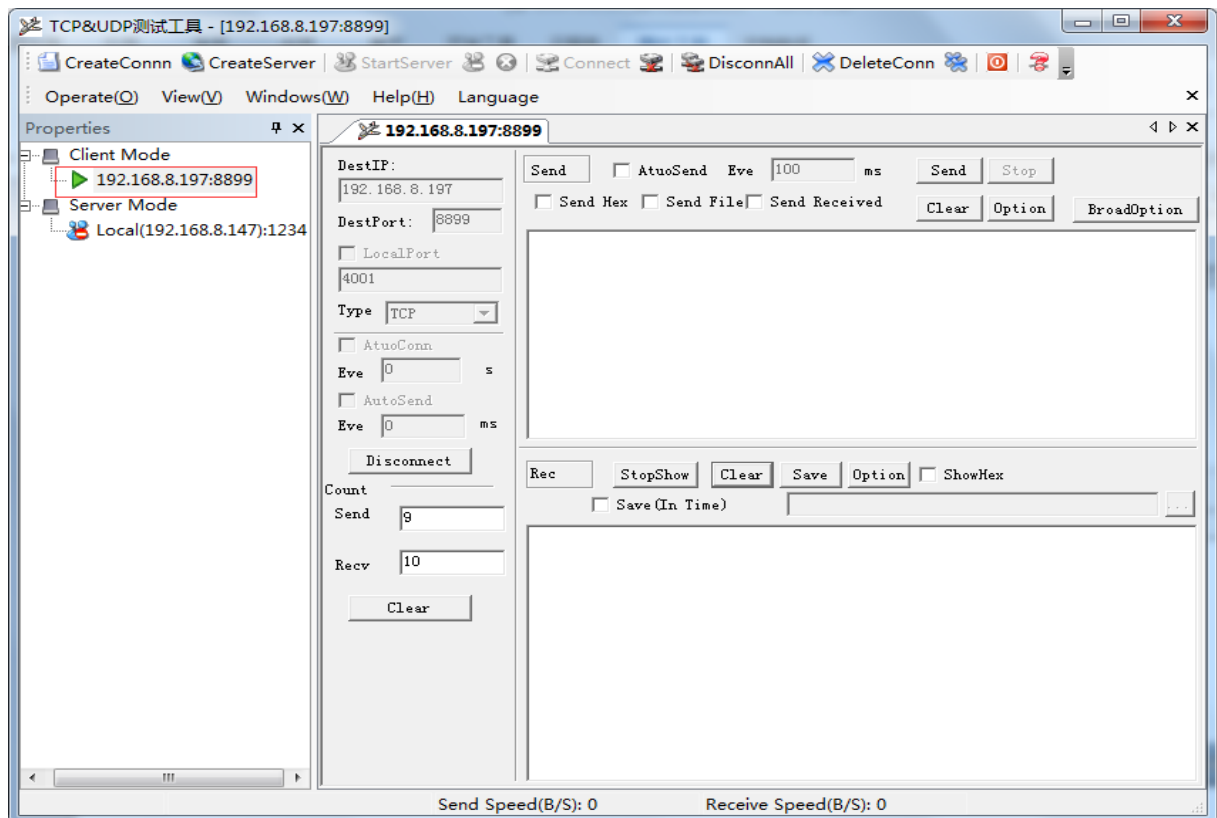 TCP&UDP测试工具 - [192.168.8.197:8899]
CreateConnn CreateServer StartServer Connect DisconnAll DeleteConn
Operate(O) View(V) Windows(W) Help(H) Language
Properties
Client Mode
192.168.8.197:8899
Server Mode
Local(192.168.8.147):1234
192.168.8.197:8899
DestIP:
192.168.8.197
DestPort: 8899
LocalPort
4001
Type TCP
AtuoConn
Eve 0 s
AutoSend
Eve 0 ms
Disconnect
Count
Send 9
Recv 10
Clear
Send AtuoSend Eve 100 ms Send Stop
Send Hex Send File Send Received Clear Option BroadOption
Rec StopShow Clear Save Option ShowHex
Save(In Time) ...
Send Speed(B/S): 0 Receive Speed(B/S): 0